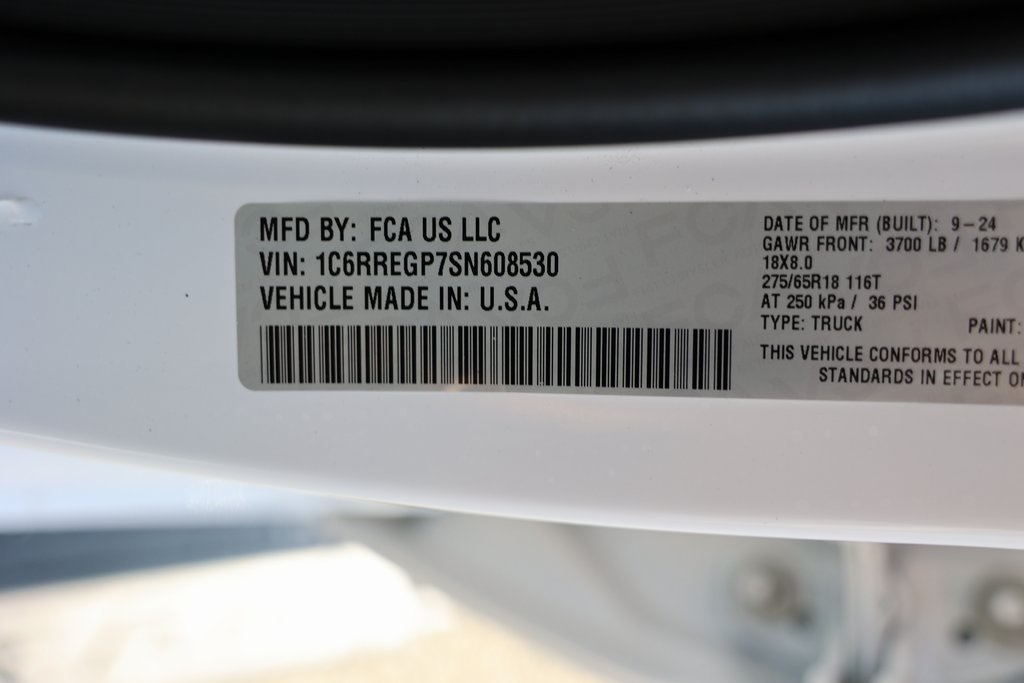 MFD BY: FCA US LLC
VIN: 1C6RREGP7SN608530
VEHICLE MADE IN: U.S.A.
DATE OF MFR (BUILT): 9-24
GAWR FRONT: 3700 LB / 1679 K
18X8.0
275/65R18 116T
AT 250 kPa / 36 PSI
TYPE: TRUCK PAINT:
THIS VEHICLE CONFORMS TO ALL
STANDARDS IN EFFECT ON